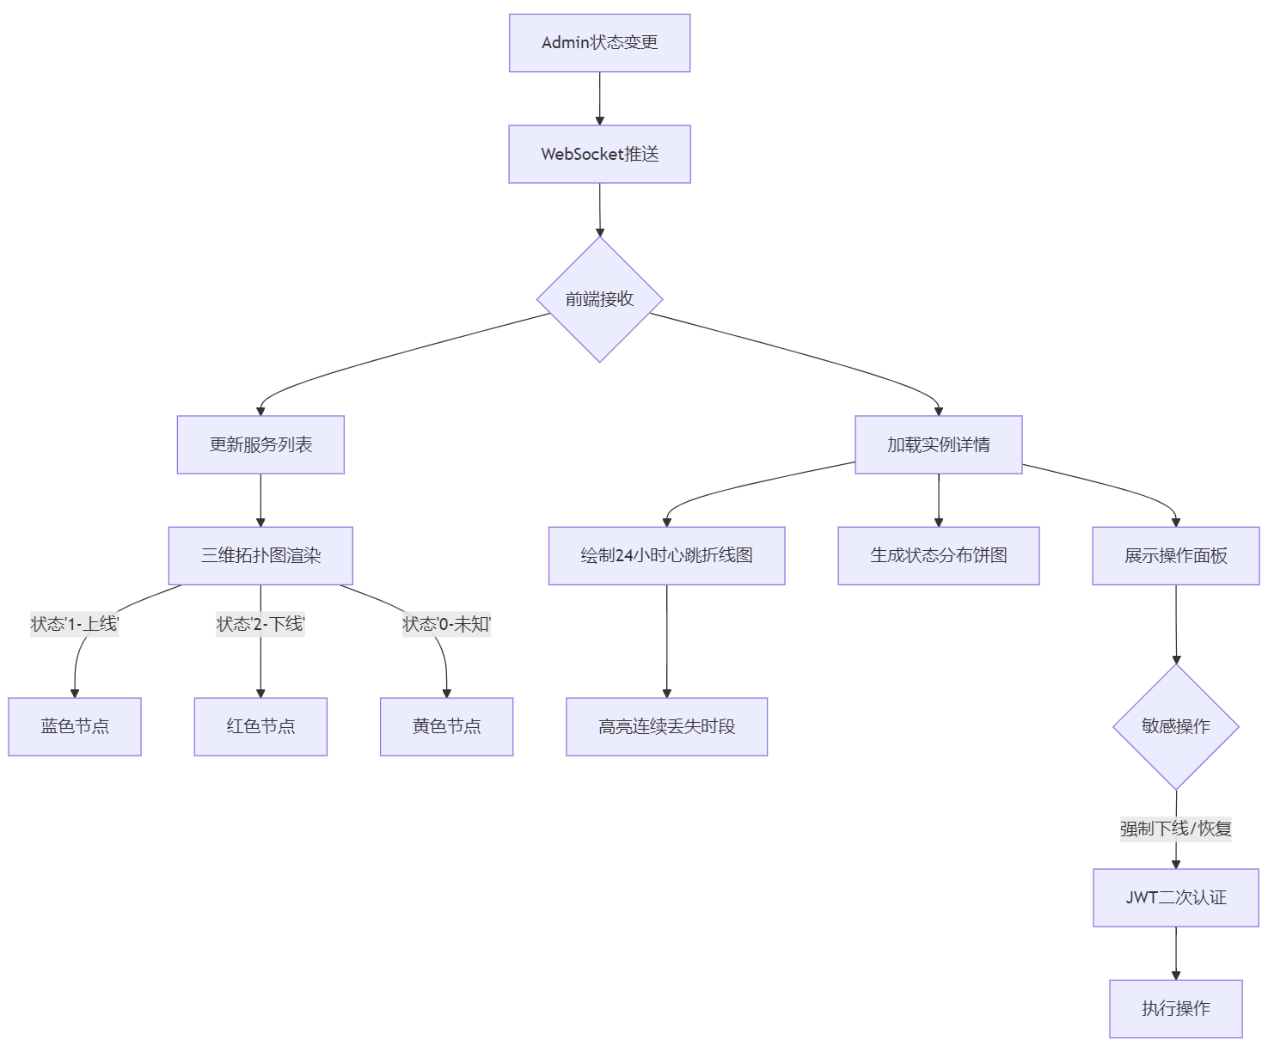 Admin状态变更
WebSocket推送
前端接收
更新服务列表
加载实例详情
三维拓扑图渲染
绘制24小时心跳折线图
生成状态分布饼图
展示操作面板
状态'1-上线'
状态'2-下线'
状态'0-未知'
蓝色节点
红色节点
黄色节点
高亮连续丢失时段
敏感操作
强制下线/恢复
JWT二次认证
执行操作